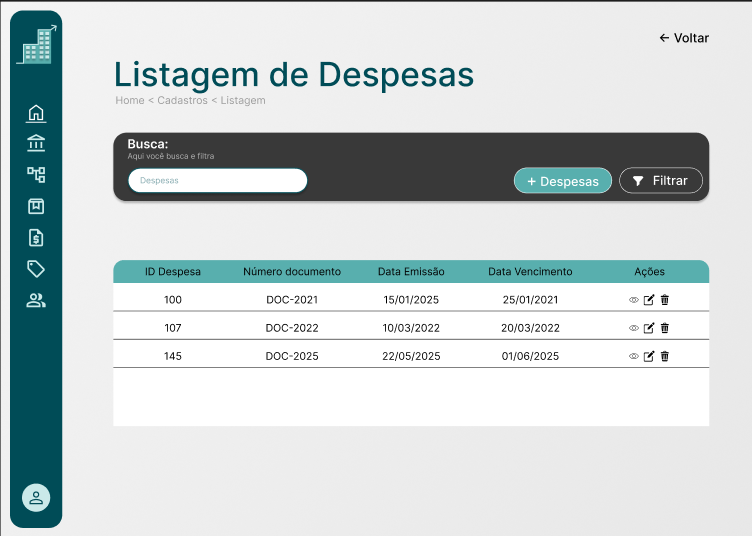 ← Voltar
Listagem de Despesas
Home < Cadastros < Listagem
Busca:
Aqui você busca e filtra
Despesas
+ Despesas
Filtrar
ID Despesa Número documento Data Emissão Data Vencimento Ações
100 DOC-2021 15/01/2025 25/01/2021
107 DOC-2022 10/03/2022 20/03/2022
145 DOC-2025 22/05/2025 01/06/2025